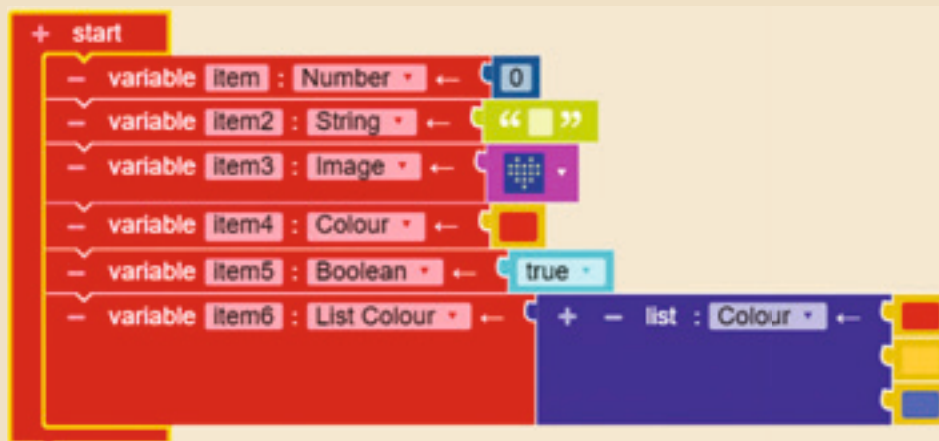 + start
− variable item : Number ← 0
− variable item2 : String ← “ ”
− variable item3 : Image ←
− variable item4 : Colour ←
− variable item5 : Boolean ← true
− variable item6 : List Colour ← + − list : Colour ←